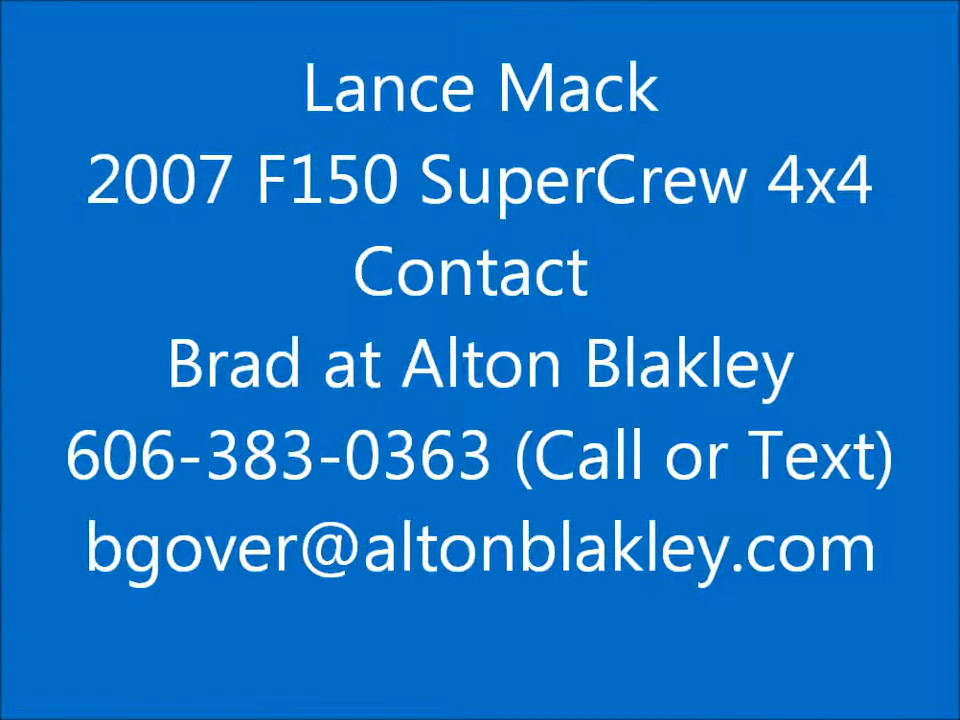 Lance Mack
2007 F150 SuperCrew 4x4
Contact
Brad at Alton Blakley
606-383-0363 (Call or Text)
bgover@altonblakley.com